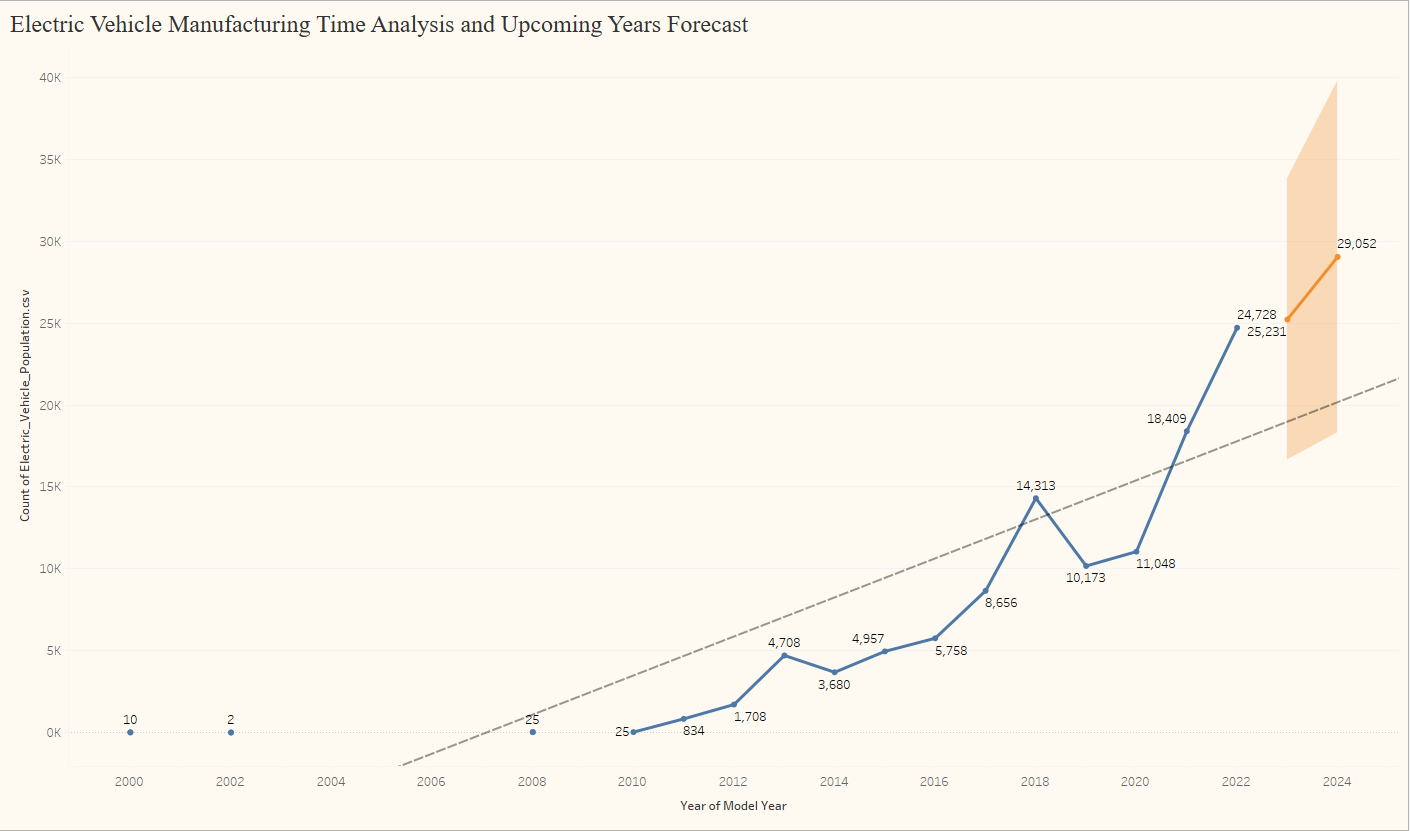 Electric Vehicle Manufacturing Time Analysis and Upcoming Years Forecast
40K
35K
30K
25K
20K
15K
10K
5K
0K
Count of Electric_Vehicle_Population.csv
10
2
25
25
834
1,708
4,708
3,680
4,957
5,758
8,656
14,313
10,173
11,048
18,409
24,728
25,231
29,052
2000
2002
2004
2006
2008
2010
2012
2014
2016
2018
2020
2022
2024
Year of Model Year